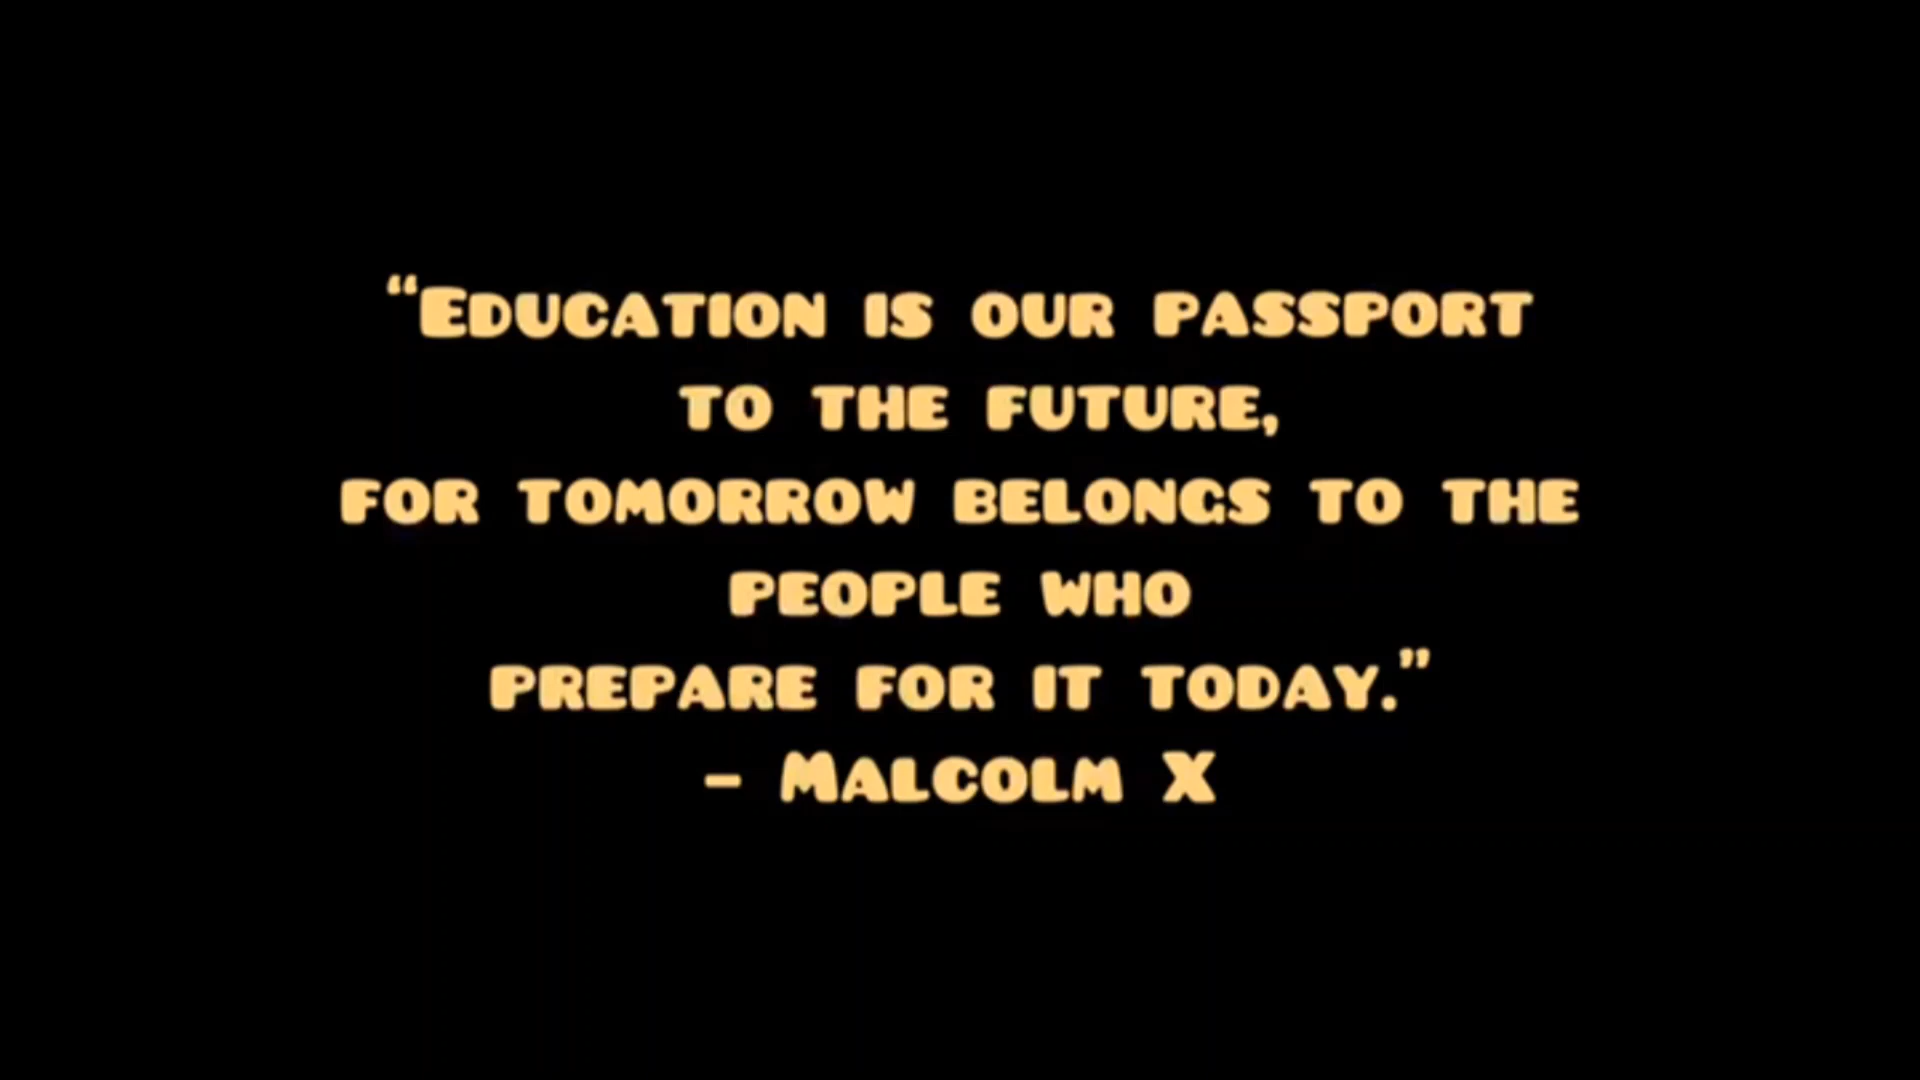 “Education is our passport
to the future,
for tomorrow belongs to the
people who
prepare for it today.”
– Malcolm X